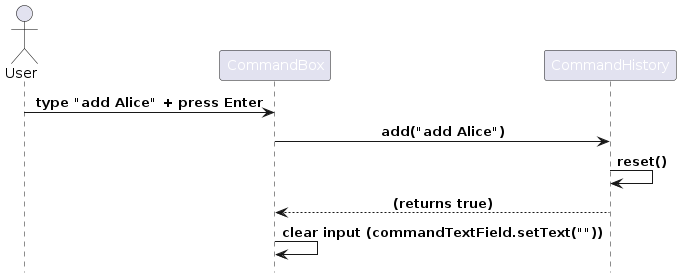 User
CommandBox
CommandHistory
type "add Alice" + press Enter
add("add Alice")
reset()
(returns true)
clear input (commandTextField.setText(""))